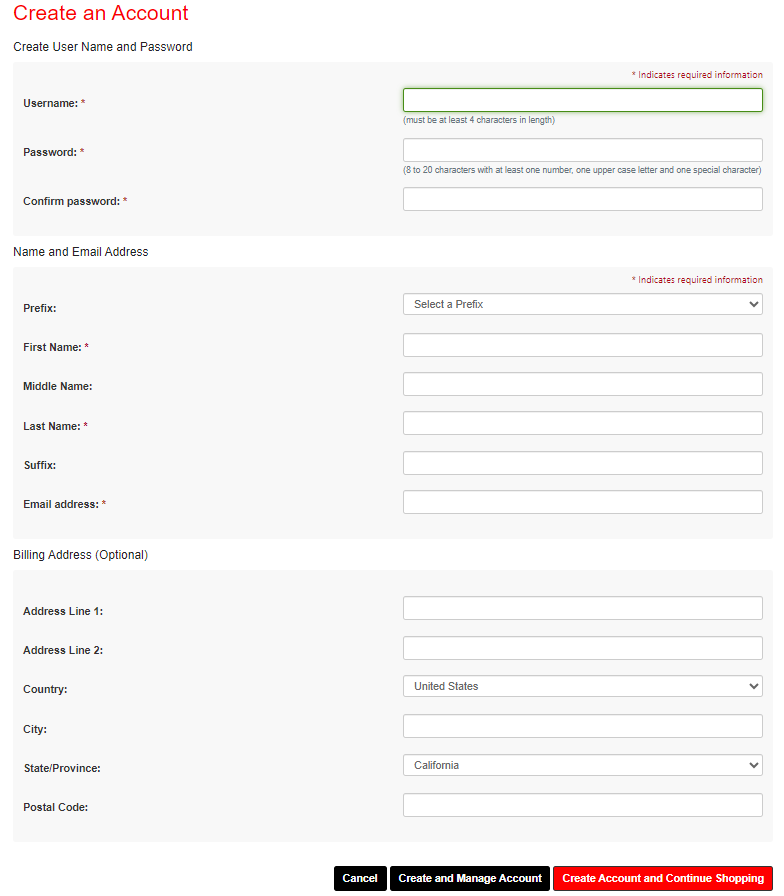 Create an Account
Create User Name and Password
* Indicates required information
Username: *
(must be at least 4 characters in length)
Password: *
(8 to 20 characters with at least one number, one upper case letter and one special character)
Confirm password: *
Name and Email Address
* Indicates required information
Prefix: Select a Prefix
First Name: *
Middle Name:
Last Name: *
Suffix:
Email address: *
Billing Address (Optional)
Address Line 1:
Address Line 2:
Country: United States
City:
State/Province: California
Postal Code:
Cancel Create and Manage Account Create Account and Continue Shopping